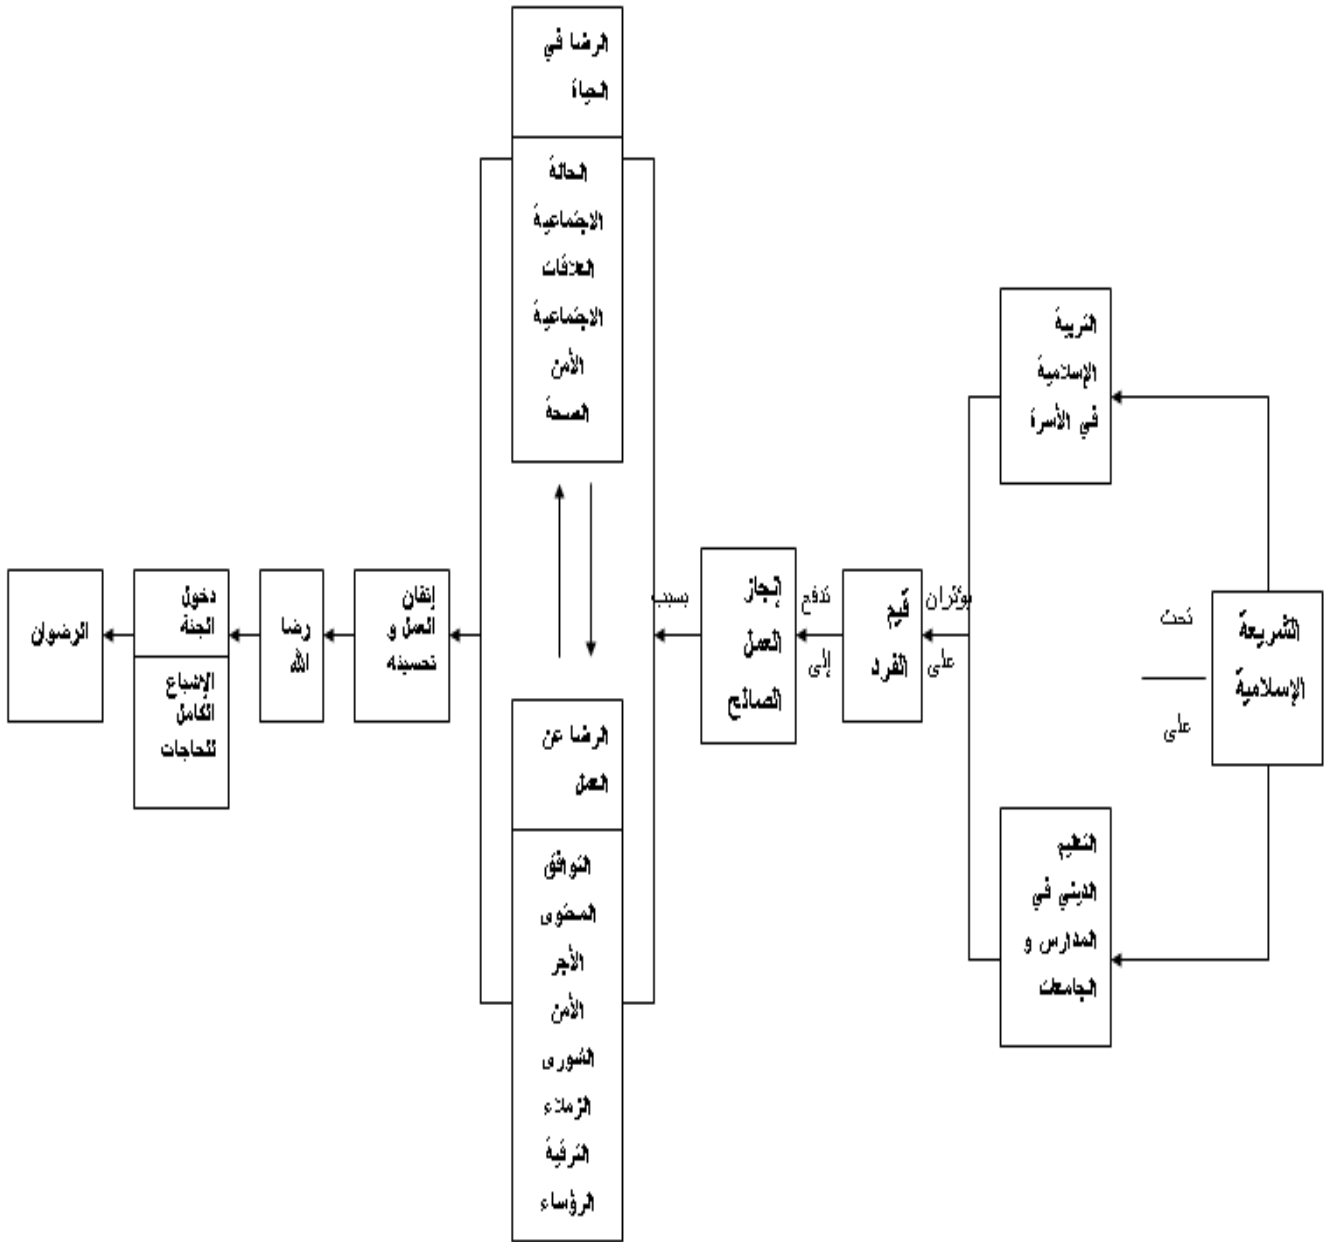 الشريعة
الإسلامية
تحث
على
التربية
الإسلامية
في الأسرة
التعليم
الديني في
المدارس و
الجامعات
يؤثران
على
قيم
الفرد
تدفع
إلى
إنجاز
العمل
الصالح
بسبب
الرضا في
الحياة
الحالة
الاجتماعية
العلاقات
الاجتماعية
الأمن
الصحة
الرضا عن
العمل
التوافق
المحتوى
الأجر
الأمن
الشورى
الزملاء
الترقية
الرؤساء
إتقان
العمل و
تحسينه
رضا
الله
دخول
الجنة
الإشباع
الكامل
للحاجات
الرضوان